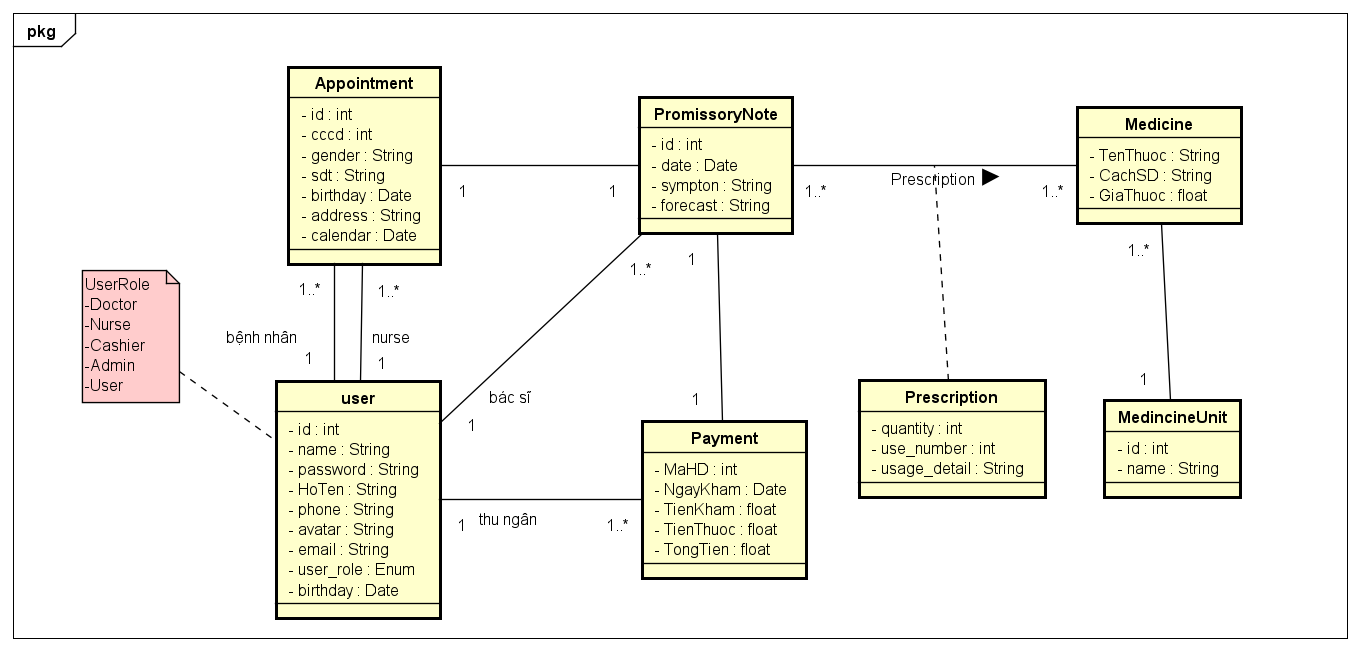 pkg
Appointment
- id : int
- cccd : int
- gender : String
- sdt : String
- birthday : Date
- address : String
- calendar : Date
PromissoryNote
- id : int
- date : Date
- sympton : String
- forecast : String
Medicine
- TenThuoc : String
- CachSD : String
- GiaThuoc : float
1
1
1..*
Prescription
1..*
UserRole
-Doctor
-Nurse
-Cashier
-Admin
-User
1..*
1..*
bệnh nhân
nurse
1
1
1..*
1
1..*
bác sĩ
1
1
1
user
- id : int
- name : String
- password : String
- HoTen : String
- phone : String
- avatar : String
- email : String
- user_role : Enum
- birthday : Date
1
thu ngân
1..*
Payment
- MaHD : int
- NgayKham : Date
- TienKham : float
- TienThuoc : float
- TongTien : float
Prescription
- quantity : int
- use_number : int
- usage_detail : String
MedincineUnit
- id : int
- name : String